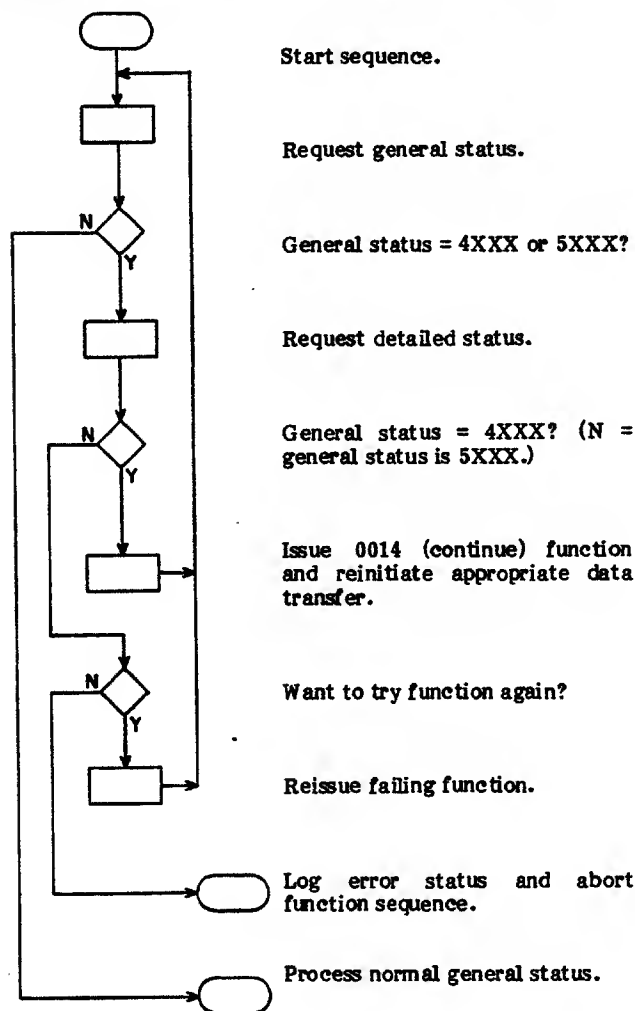 Start sequence.
Request general status.
N
General status = 4XXX or 5XXX?
Y
Request detailed status.
N
General status = 4XXX? (N =
general status is 5XXX.)
Y
Issue 0014 (continue) function
and reinitiate appropriate data
transfer.
N
Want to try function again?
Y
Reissue failing function.
Log error status and abort
function sequence.
Process normal general status.